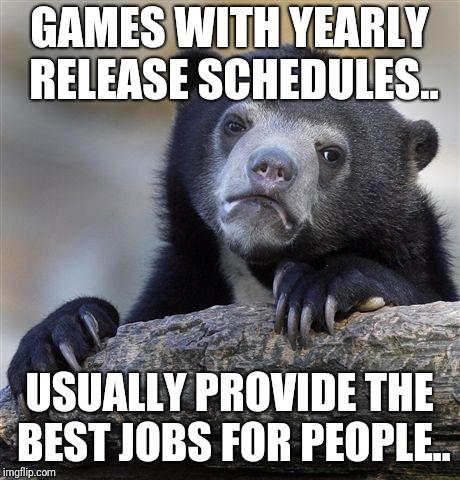 GAMES WITH YEARLY
RELEASE SCHEDULES..
USUALLY PROVIDE THE
BEST JOBS FOR PEOPLE..
imgflip.com